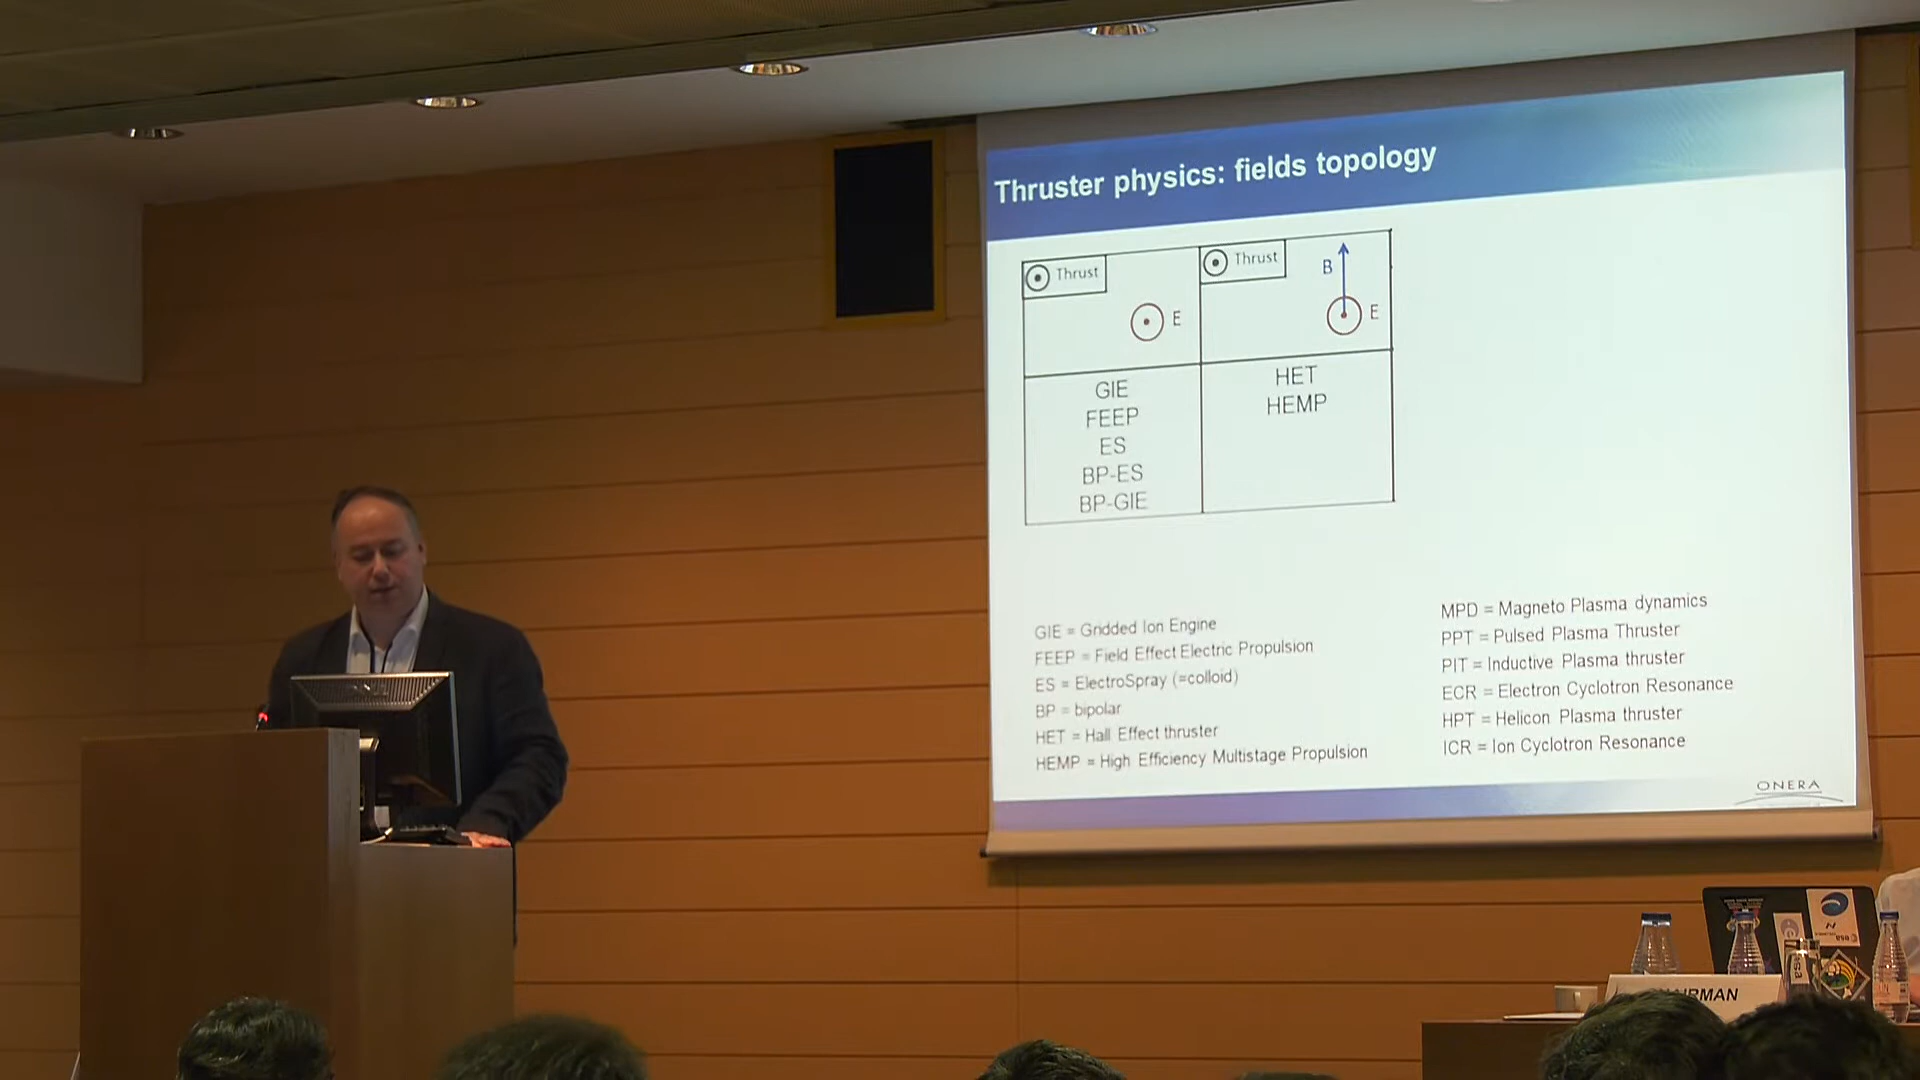 Thruster physics: fields topology
Thrust
E
Thrust
B
E
GIE
FEEP
ES
BP-ES
BP-GIE
HET
HEMP
GIE = Gridded Ion Engine
FEEP = Field Effect Electric Propulsion
ES = ElectroSpray (=colloid)
BP = bipolar
HET = Hall Effect thruster
HEMP = High Efficiency Multistage Propulsion
MPD = Magneto Plasma dynamics
PPT = Pulsed Plasma Thruster
PIT = Inductive Plasma thruster
ECR = Electron Cyclotron Resonance
HPT = Helicon Plasma thruster
ICR = Ion Cyclotron Resonance
ONERA
esa
esa